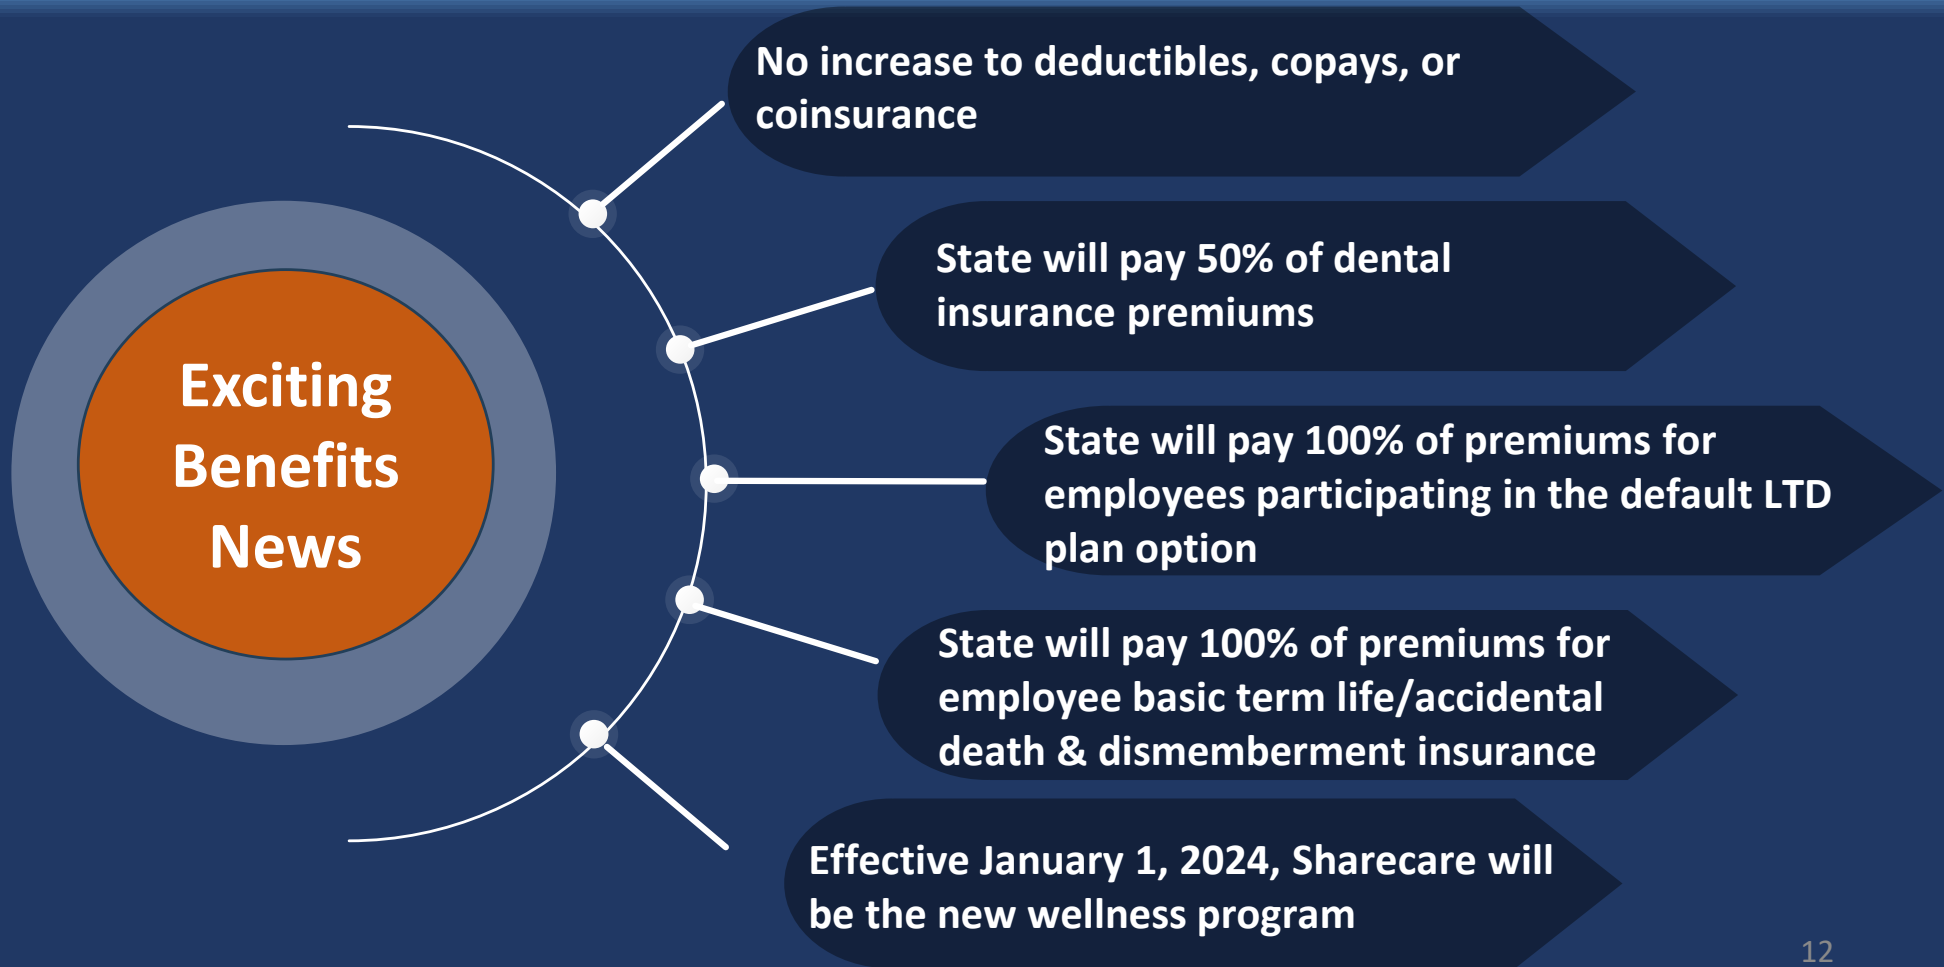 Exciting
Benefits
News
No increase to deductibles, copays, or
coinsurance
State will pay 50% of dental
insurance premiums
State will pay 100% of premiums for
employees participating in the default LTD
plan option
State will pay 100% of premiums for
employee basic term life/accidental
death & dismemberment insurance
Effective January 1, 2024, Sharecare will
be the new wellness program
12